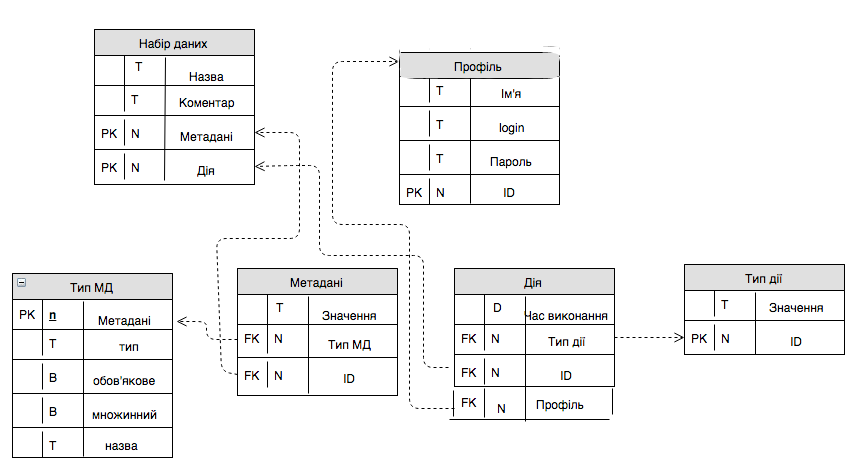 Набір даних
T Назва
T Коментар
PK N Метадані
PK N Дія
Профіль
T Ім'я
T login
T Пароль
PK N ID
Тип МД
PK n Метадані
T тип
B обов'якове
B множинний
T назва
Метадані
T Значення
FK N Тип МД
FK N ID
Дія
D Час виконання
FK N Тип дії
FK N ID
FK N Профіль
Тип дії
T Значення
PK N ID